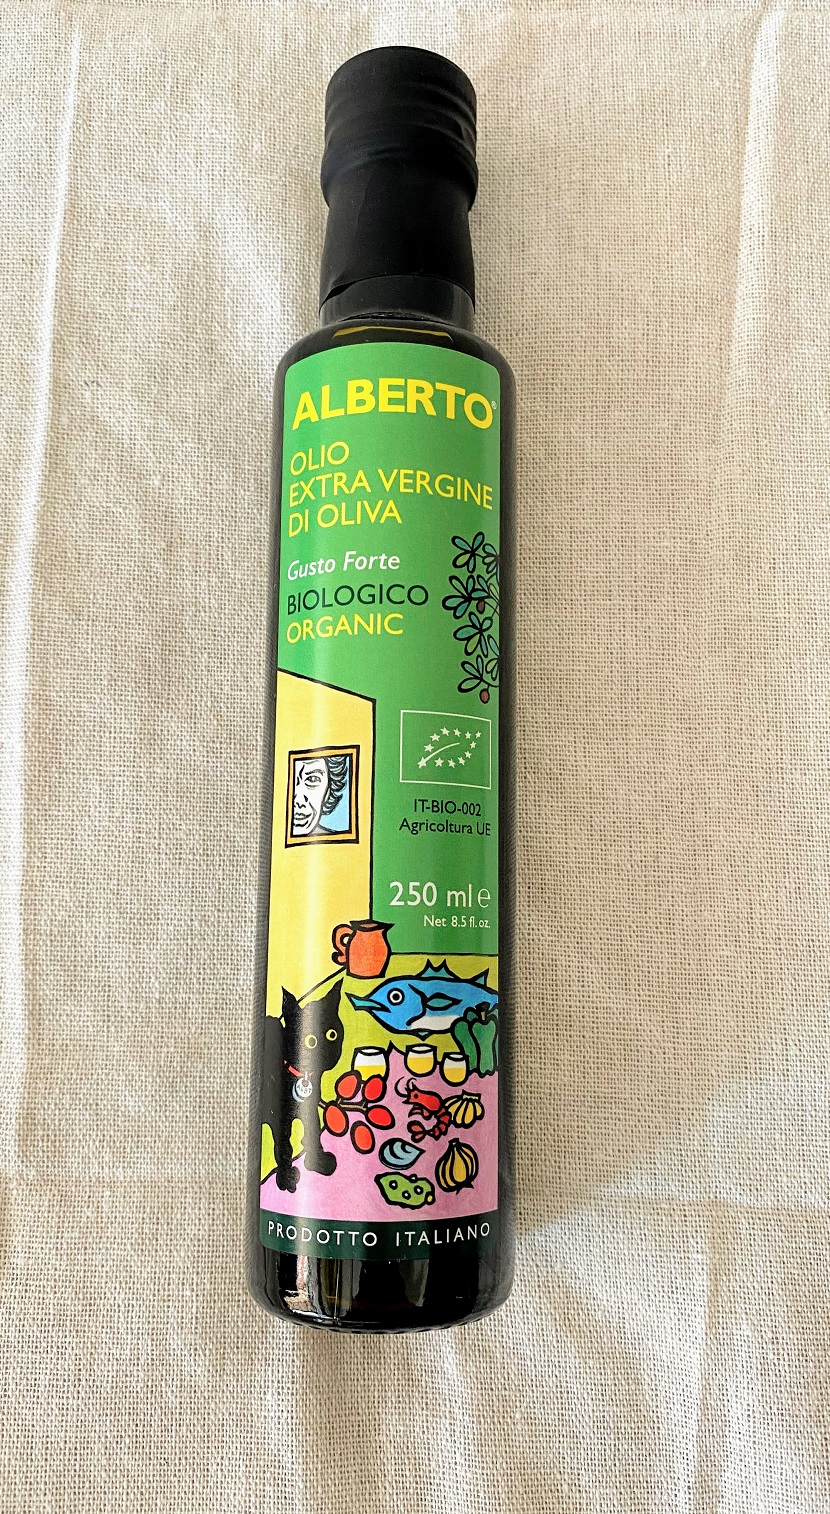 ALBERTO®
OLIO
EXTRA VERGINE
DI OLIVA
Gusto Forte
BIOLOGICO
ORGANIC
IT-BIO-002
Agricoltura UE
250 ml e
Net 8.5 fl. oz.
PRODOTTO ITALIANO